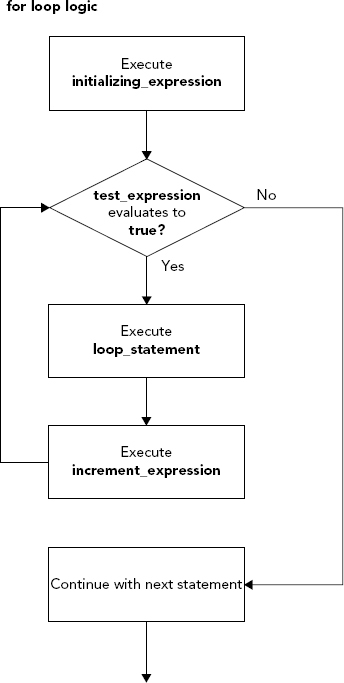 for loop logic
Execute
initializing_expression
test_expression
evaluates to
true?
No
Yes
Execute
loop_statement
Execute
increment_expression
Continue with next statement